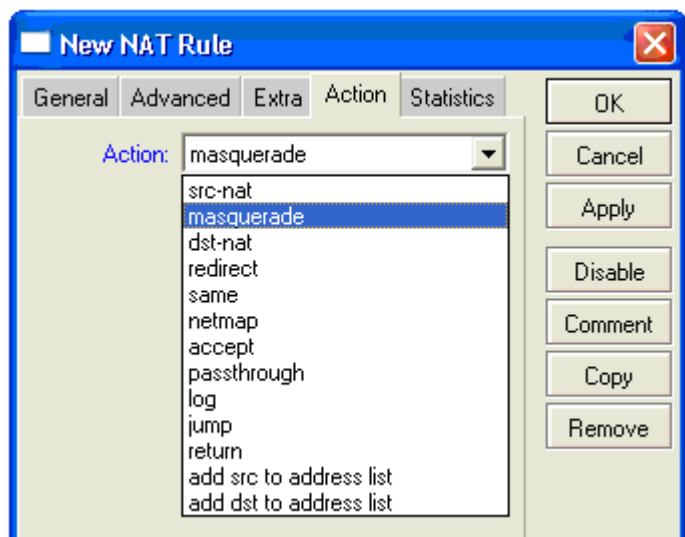 New NAT Rule
General Advanced Extra Action Statistics
OK
Action: masquerade
Cancel
src-nat
masquerade
Apply
dst-nat
redirect
Disable
same
netmap
Comment
accept
passthrough
Copy
log
jump
Remove
return
add src to address list
add dst to address list